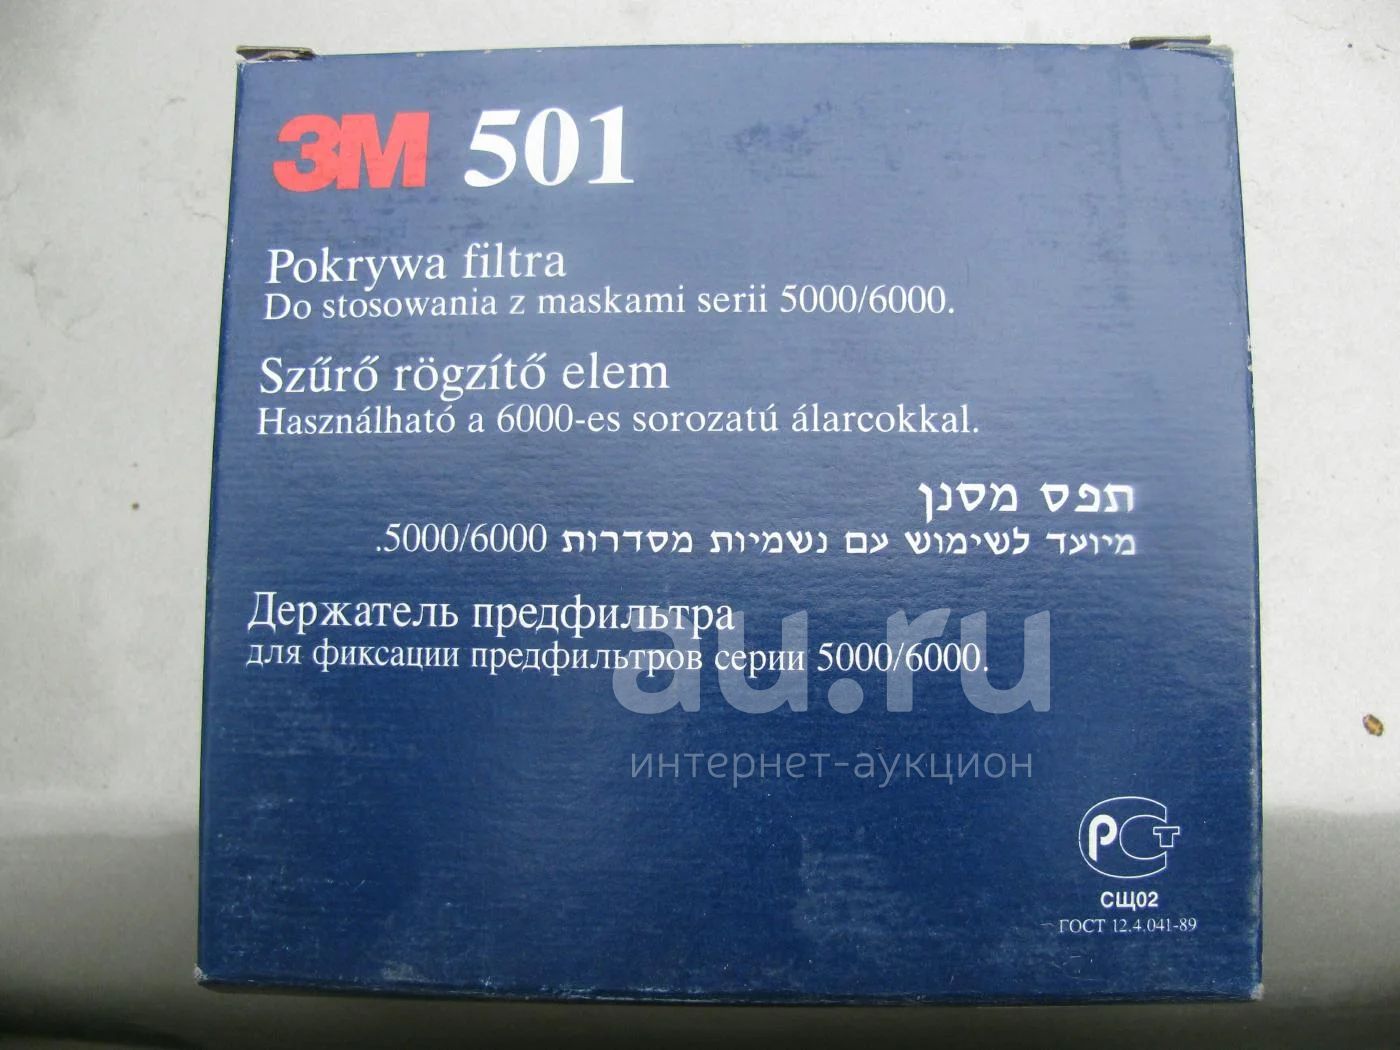 3M 501
Pokrywa filtra
Do stosowania z maskami serii 5000/6000.
Szűrő rögzítő elem
Használható a 6000-es sorozatú álarcokkal.
תפס מסנן
מיועד לשימוש עם נשמיות מסדרות 5000/6000.
Держатель предфильтра
для фиксации предфильтров серии 5000/6000.
au.ru
интернет-аукцион
РСТ
СЩ02
ГОСТ 12.4.041-89